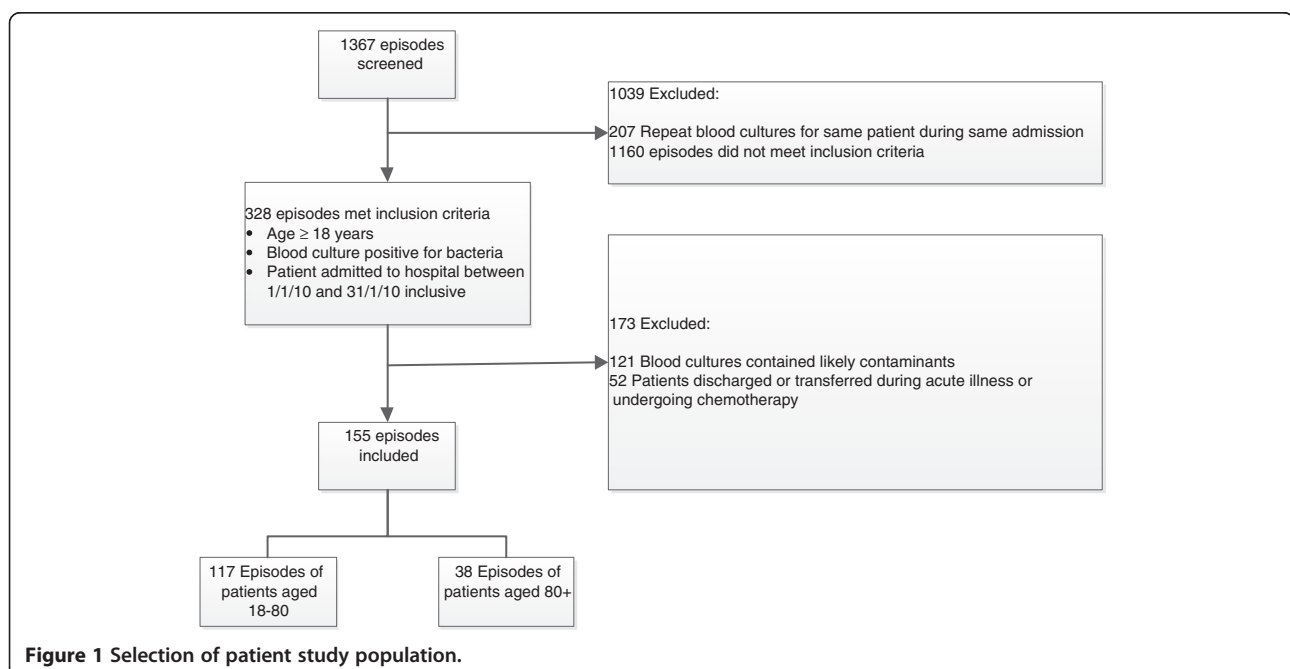 1367 episodes
screened
1039 Excluded:
207 Repeat blood cultures for same patient during same admission
1160 episodes did not meet inclusion criteria
328 episodes met inclusion criteria
• Age ≥ 18 years
• Blood culture positive for bacteria
• Patient admitted to hospital between
1/1/10 and 31/1/10 inclusive
173 Excluded:
121 Blood cultures contained likely contaminants
52 Patients discharged or transferred during acute illness or
undergoing chemotherapy
155 episodes
included
117 Episodes of
patients aged
18-80
38 Episodes of
patients aged 80+
Figure 1 Selection of patient study population.